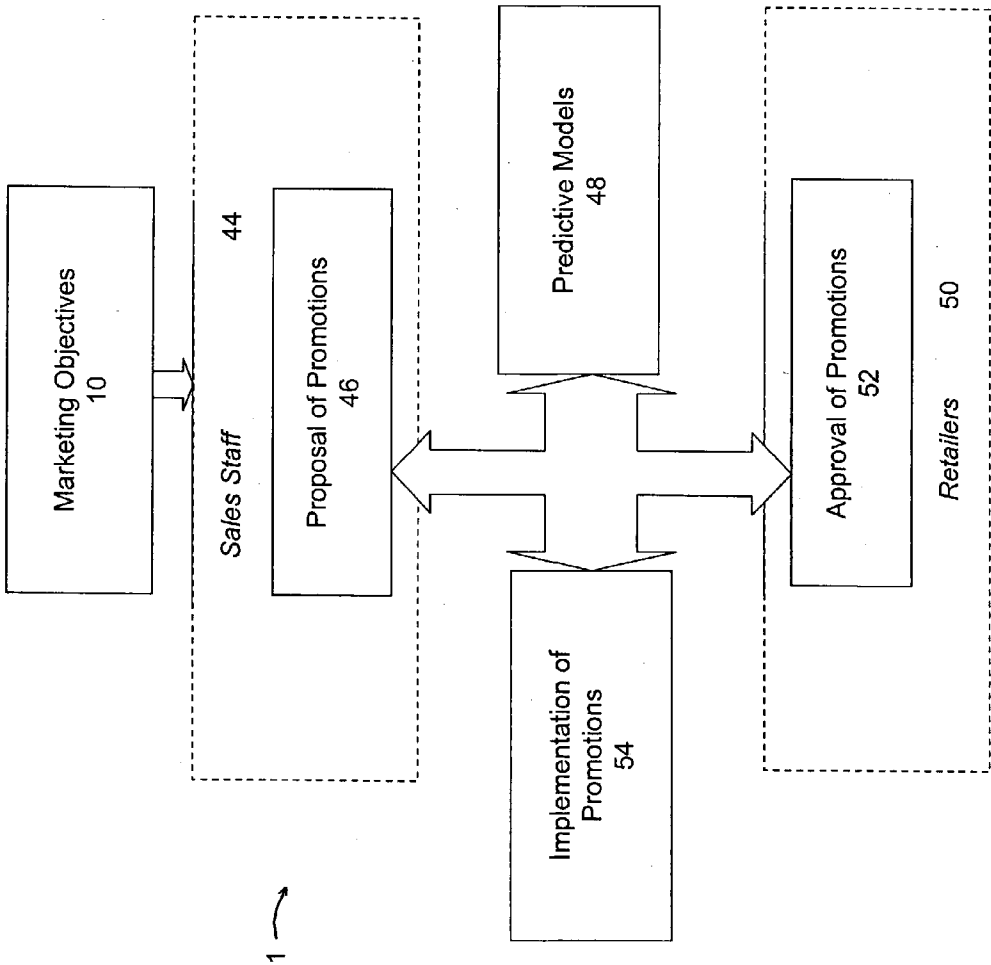 Marketing Objectives
10
Sales Staff 44
Proposal of Promotions
46
Predictive Models
48
Implementation of
Promotions
54
Approval of Promotions
52
Retailers 50
1